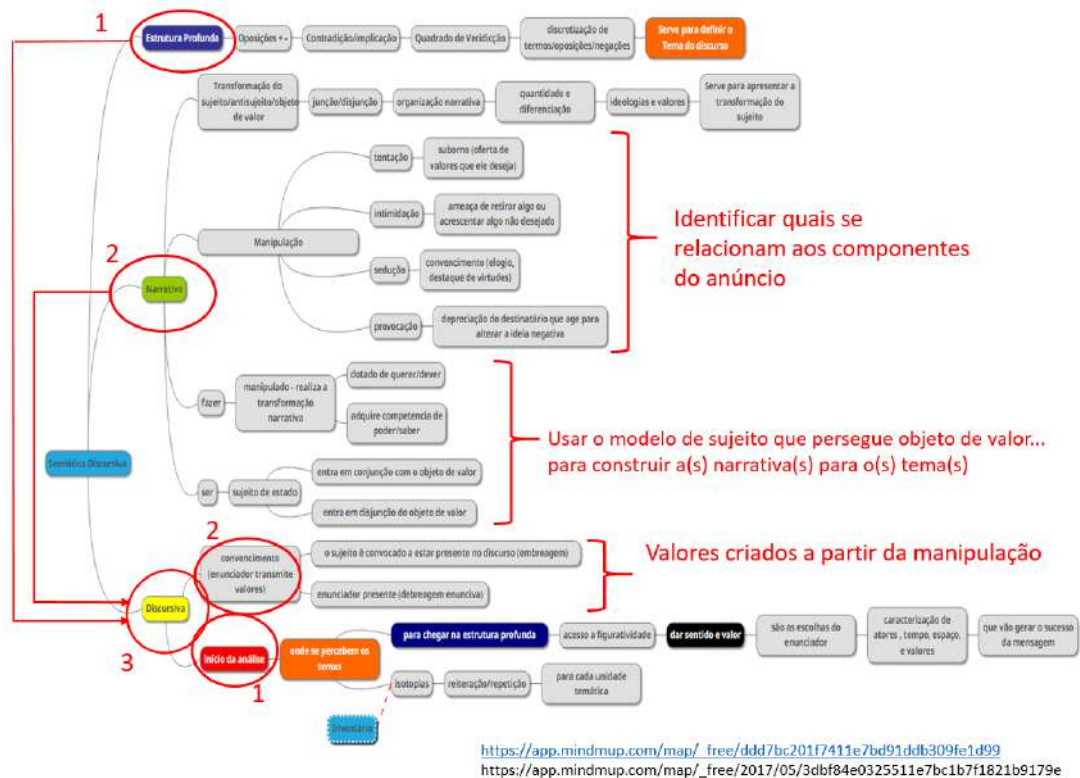 1
Estrutura Profunda
Oposições + -
Contradição/implicação
Quadrado de Veridicção
discretização de
termos/oposições/negações
Serve para definir o
Tema do discurso
Transformação do
sujeito/antisujeito/objeto
de valor
junção/disjunção
organização narrativa
quantidade e
diferenciação
ideologias e valores
Serve para apresentar a
transformação do
sujeito
tentação
suborno (oferta de
valores que ele deseja)
intimidação
ameaça de retirar algo ou
acrescentar algo não desejado
Manipulação
sedução
convencimento (elogio,
destaque de virtudes)
provocação
depreciação do destinatário que age para
alterar a ideia negativa
Identificar quais se
relacionam aos componentes
do anúncio
2
Narrativa
fazer
manipulado - realiza a
transformação
narrativa
dotado de querer/dever
adquire competencia de
poder/saber
Usar o modelo de sujeito que persegue objeto de valor...
para construir a(s) narrativa(s) para o(s) tema(s)
Semiótica Discursiva
ser
sujeito de estado
entra em conjunção com o objeto de valor
entra em disjunção do objeto de valor
2
convencimento
(enunciador transmite
valores)
o sujeito é convocado a estar presente no discurso (embreagem)
enunciador presente (debreagem enunciva)
Valores criados a partir da manipulação
Discursiva
3
início da análise
1
onde se percebem os
temas
para chegar na estrutura profunda
acesso a figuratividade
dar sentido e valor
são as escolhas do
enunciador
caracterização de
atores , tempo, espaço,
e valores
que vão gerar o sucesso
da mensagem
isotopias
reiteração/repetição
para cada unidade
temática
Inventário
https://app.mindmup.com/map/_free/ddd7bc201f7411e7bd91ddb309fe1d99
https://app.mindmup.com/map/_free/2017/05/3dbf84e0325511e7bc1b7f1821b9179e